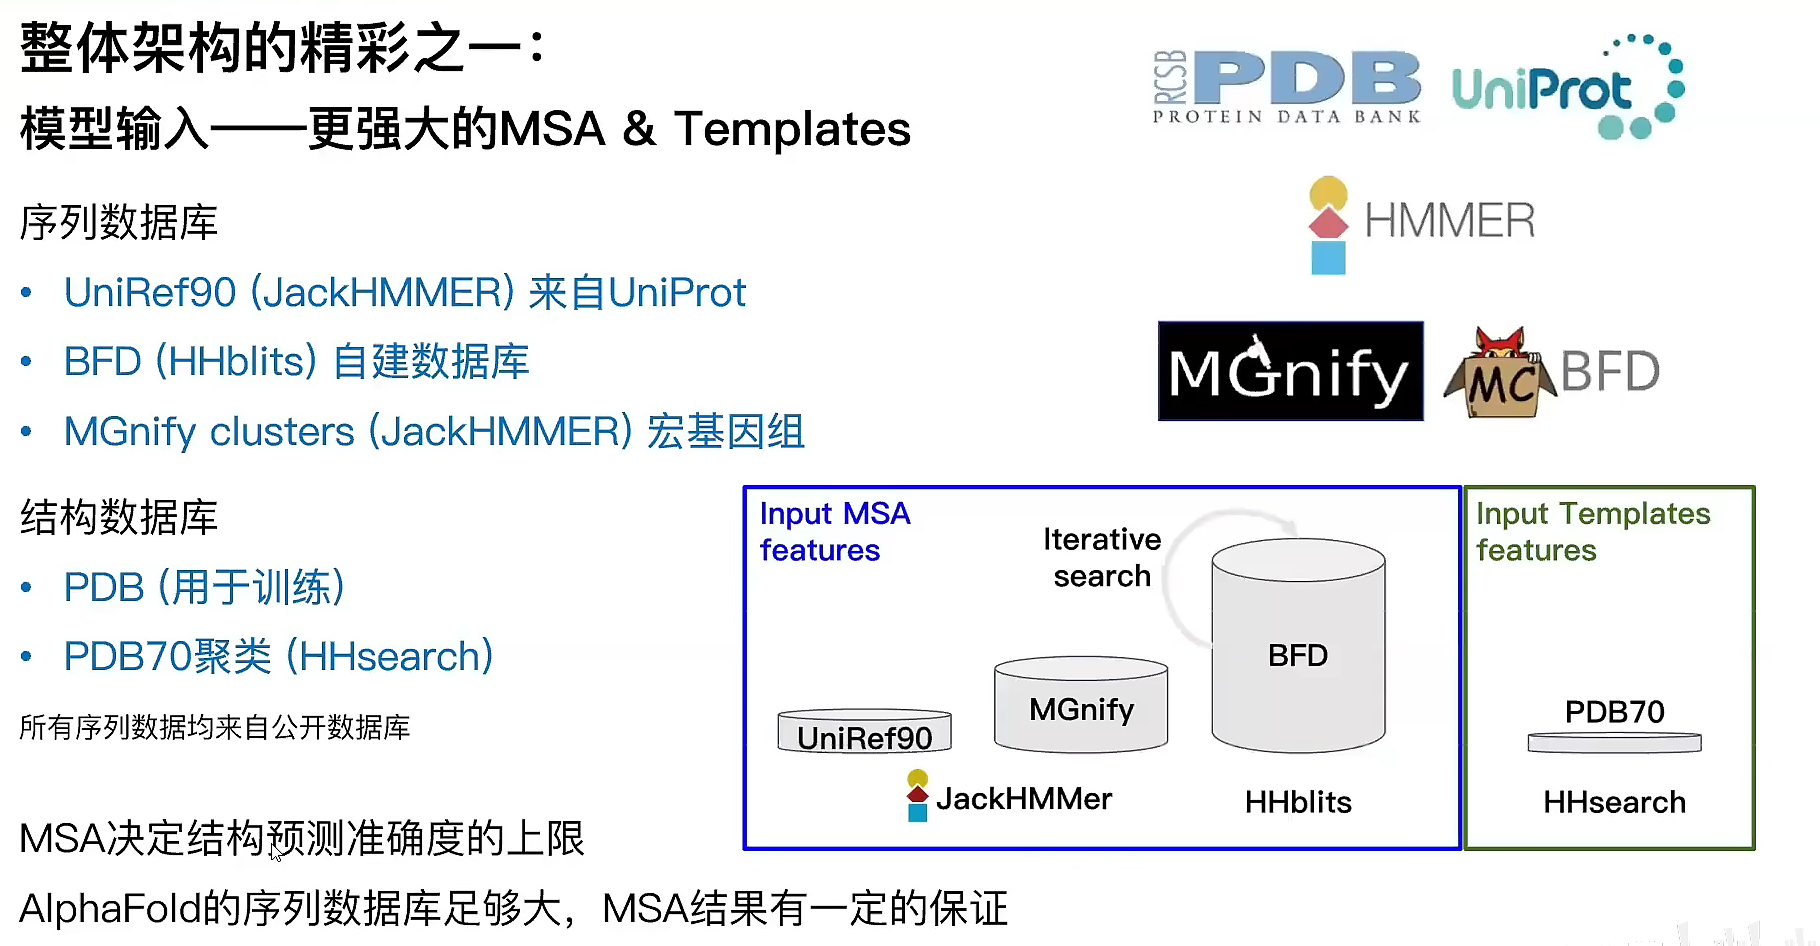 整体架构的精彩之一：
模型输入——更强大的MSA & Templates
序列数据库
• UniRef90 (JackHMMER) 来自UniProt
• BFD (HHblits) 自建数据库
• MGnify clusters (JackHMMER) 宏基因组
结构数据库
• PDB (用于训练)
• PDB70聚类 (HHsearch)
所有序列数据均来自公开数据库
MSA决定结构预测准确度的上限
AlphaFold的序列数据库足够大，MSA结果有一定的保证
RCSB
PDB
PROTEIN DATA BANK
UniProt
HMMER
MGnify
MC
BFD
Input MSA
features
Iterative
search
UniRef90
MGnify
BFD
JackHMMer
HHblits
Input Templates
features
PDB70
HHsearch